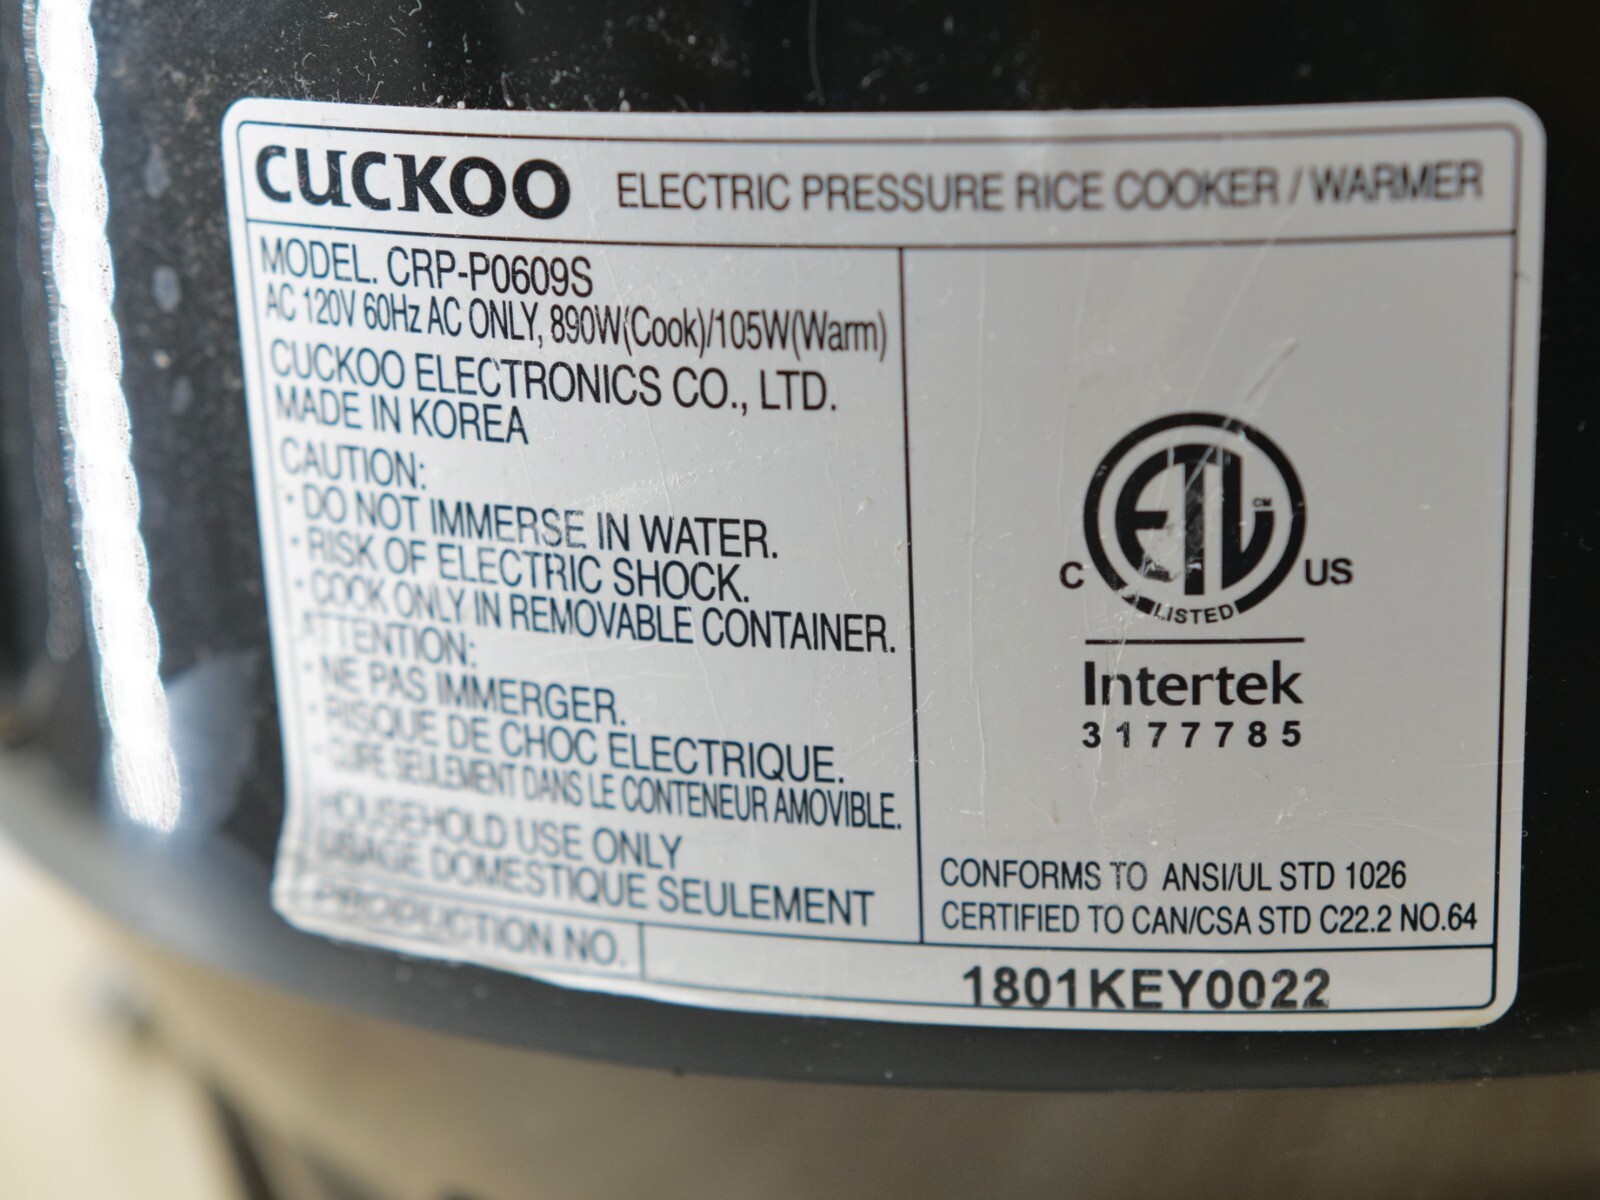 CUCKOO ELECTRIC PRESSURE RICE COOKER / WARMER
MODEL. CRP-P0609S
AC 120V 60Hz AC ONLY, 890W(Cook)/105W(Warm)
CUCKOO ELECTRONICS CO., LTD.
MADE IN KOREA
CAUTION:
• DO NOT IMMERSE IN WATER.
• RISK OF ELECTRIC SHOCK.
• COOK ONLY IN REMOVABLE CONTAINER.
ATTENTION:
• NE PAS IMMERGER.
• RISQUE DE CHOC ELECTRIQUE.
• CUIRE SEULEMENT DANS LE CONTENEUR AMOVIBLE.
HOUSEHOLD USE ONLY
USAGE DOMESTIQUE SEULEMENT
ETL CM
C US
LISTED
Intertek
3177785
CONFORMS TO ANSI/UL STD 1026
CERTIFIED TO CAN/CSA STD C22.2 NO.64
PRODUCTION NO. 1801KEY0022